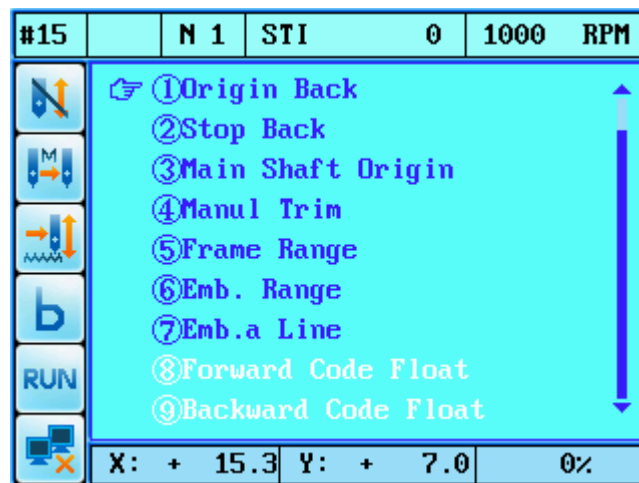 #15 N 1 STI 0 1000 RPM
①Origin Back
②Stop Back
③Main Shaft Origin
④Manul Trim
⑤Frame Range
⑥Emb. Range
⑦Emb.a Line
⑧Forward Code Float
⑨Backward Code Float
M
b
RUN
X: + 15.3 Y: + 7.0 0%